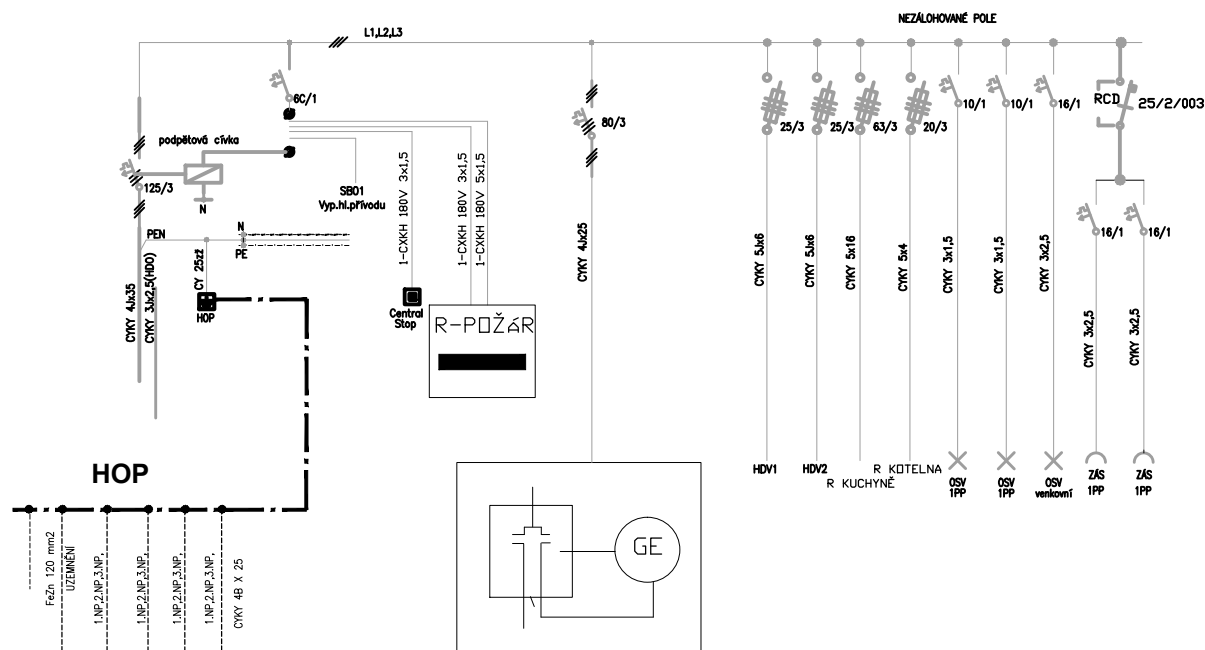 NEZÁLOHOVANÉ POLE
L1,L2,L3
6C/1
podpětová cívka
125/3
N
SB01
Vyp.hl.přívodu
PEN
N
PE
CYKY 4Jx35
CYKY 3Jx2,5(HDO)
CY 25zž
HOP
1-CXKH 180V 3x1,5
1-CXKH 180V 3x1,5
1-CXKH 180V 5x1,5
Central
Stop
R-POŽÁR
80/3
CYKY 4Jx25
25/3
25/3
63/3
20/3
10/1
10/1
16/1
RCD
25/2/003
16/1
16/1
CYKY 5Jx6
CYKY 5Jx6
CYKY 5x16
CYKY 5x4
CYKY 3x1,5
CYKY 3x1,5
CYKY 3x2,5
CYKY 3x2,5
CYKY 3x2,5
HDV1
HDV2
R KUCHYNĚ
R KOTELNA
OSV
1PP
OSV
1PP
OSV
venkovní
ZÁS
1PP
ZÁS
1PP
HOP
FeZn 120 mm2
UZEMNĚNÍ
1.NP,2.NP,3.NP,
1.NP,2.NP,3.NP,
1.NP,2.NP,3.NP,
1.NP,2.NP,3.NP,
CYKY 4B X 25
GE